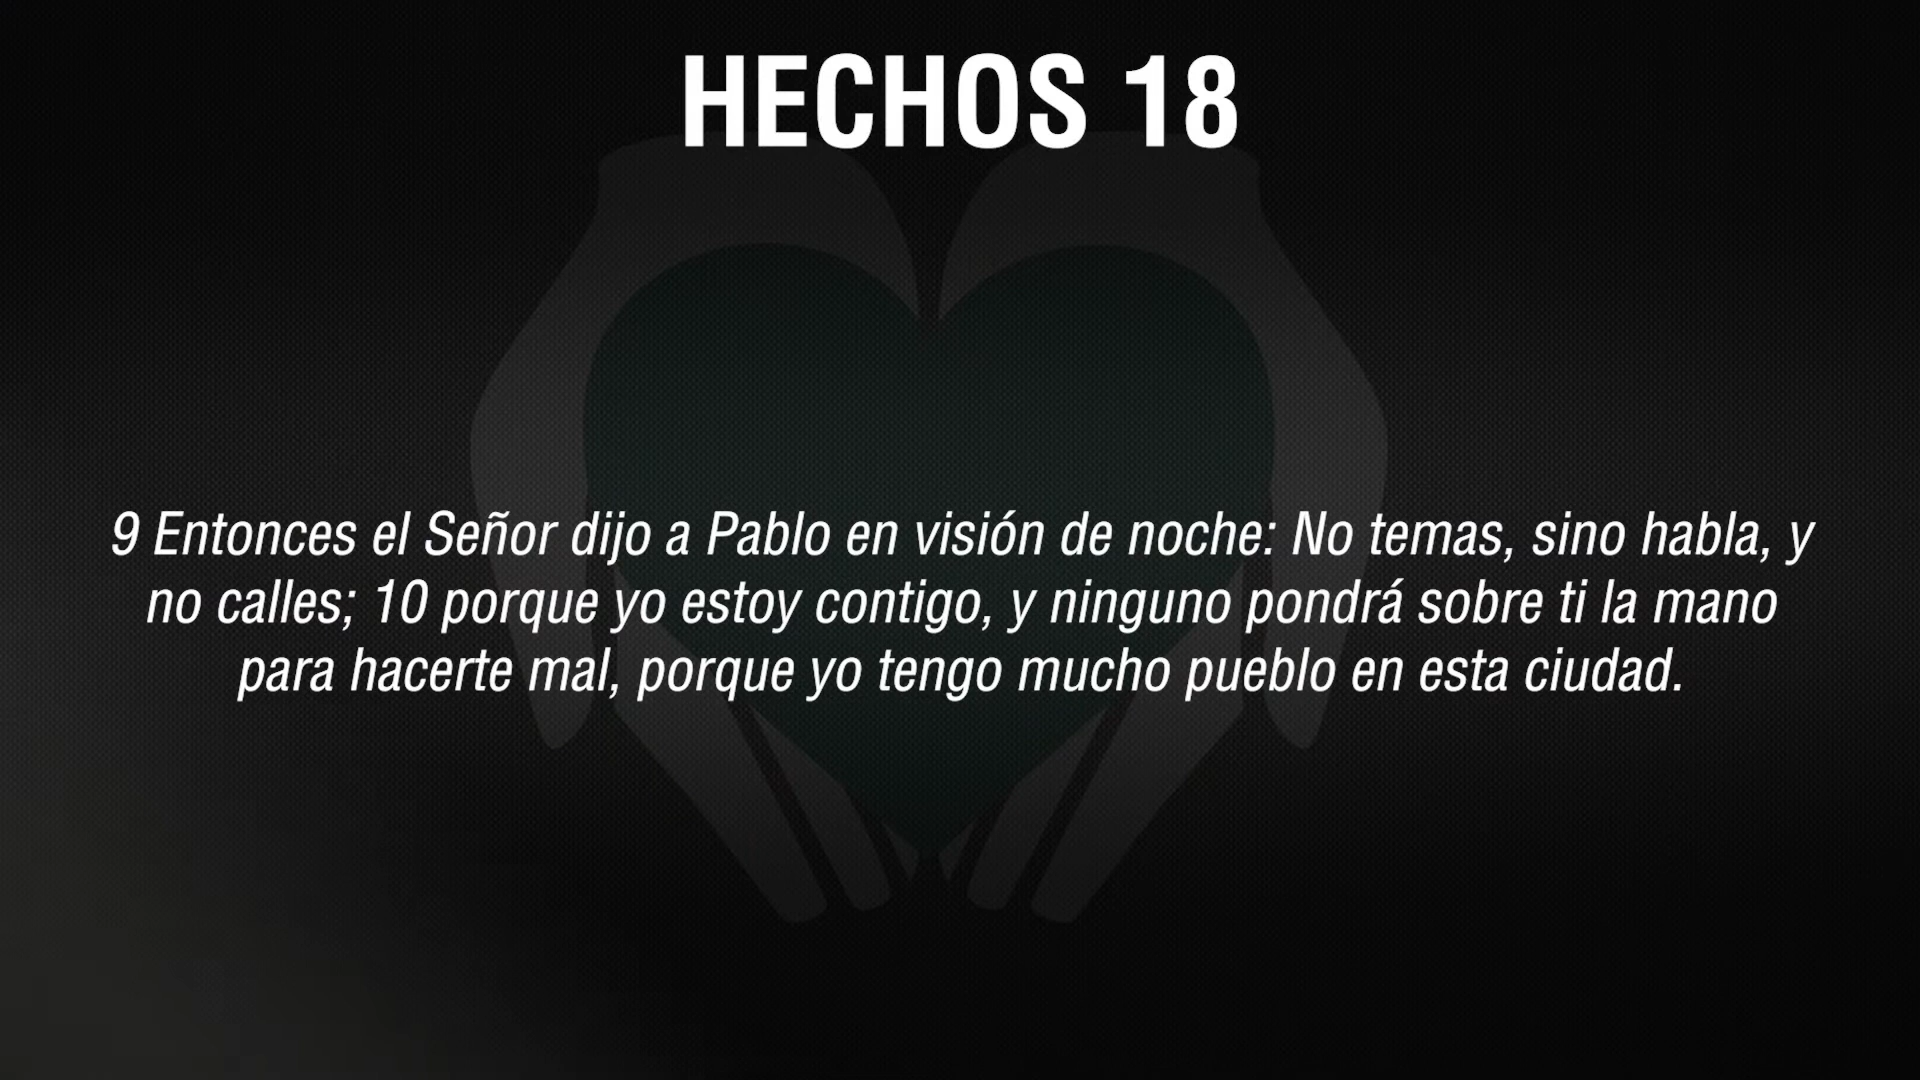 HECHOS 18
9 Entonces el Señor dijo a Pablo en visión de noche: No temas, sino habla, y
no calles; 10 porque yo estoy contigo, y ninguno pondrá sobre ti la mano
para hacerte mal, porque yo tengo mucho pueblo en esta ciudad.